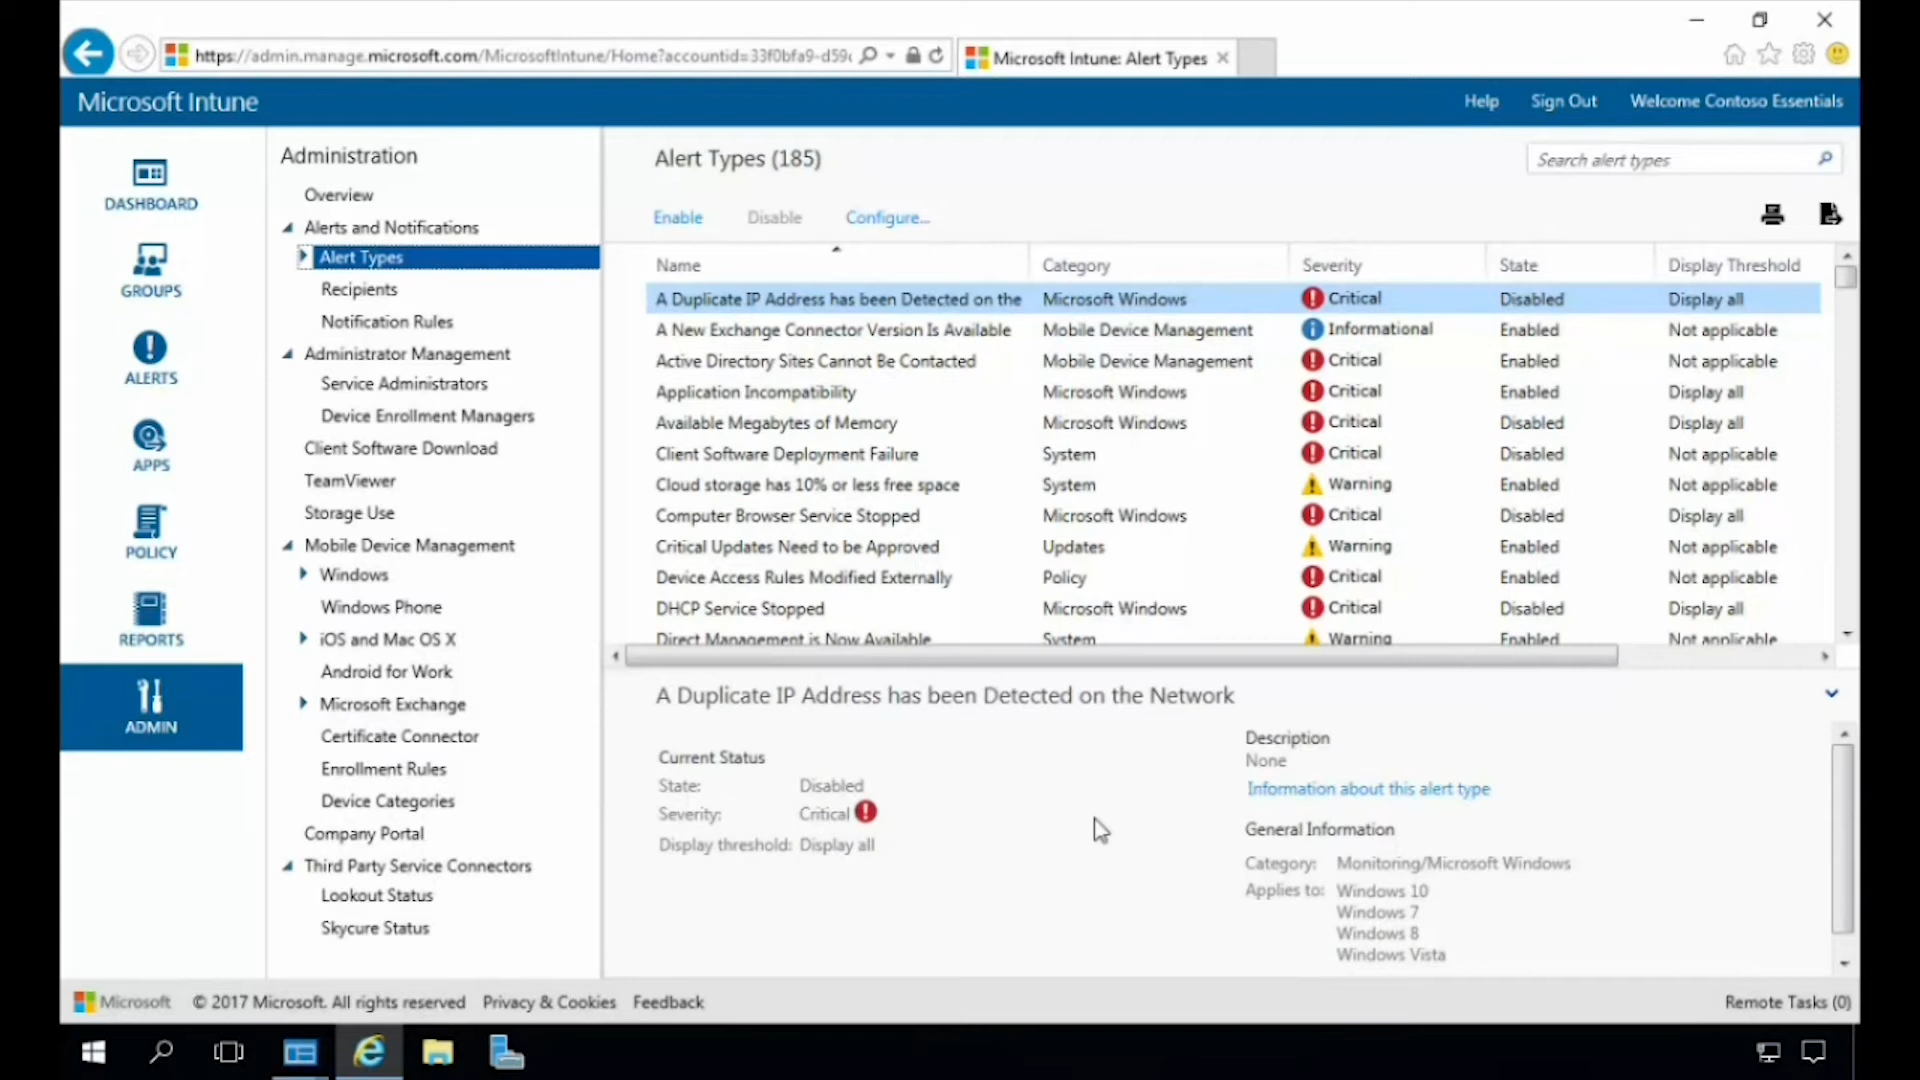 https://admin.manage.microsoft.com/MicrosoftIntune/Home?accountid=33f0bfa9-d59
Microsoft Intune: Alert Types
Microsoft Intune
Help
Sign Out
Welcome Contoso Essentials
DASHBOARD
GROUPS
ALERTS
APPS
POLICY
REPORTS
ADMIN
Administration
Overview
Alerts and Notifications
Alert Types
Recipients
Notification Rules
Administrator Management
Service Administrators
Device Enrollment Managers
Client Software Download
TeamViewer
Storage Use
Mobile Device Management
Windows
Windows Phone
iOS and Mac OS X
Android for Work
Microsoft Exchange
Certificate Connector
Enrollment Rules
Device Categories
Company Portal
Third Party Service Connectors
Lookout Status
Skycure Status
Alert Types (185)
Search alert types
Enable Disable Configure...
Name Category Severity State Display Threshold
A Duplicate IP Address has been Detected on the Microsoft Windows Critical Disabled Display all
A New Exchange Connector Version Is Available Mobile Device Management Informational Enabled Not applicable
Active Directory Sites Cannot Be Contacted Mobile Device Management Critical Enabled Not applicable
Application Incompatibility Microsoft Windows Critical Enabled Display all
Available Megabytes of Memory Microsoft Windows Critical Disabled Display all
Client Software Deployment Failure System Critical Disabled Not applicable
Cloud storage has 10% or less free space System Warning Enabled Not applicable
Computer Browser Service Stopped Microsoft Windows Critical Disabled Display all
Critical Updates Need to be Approved Updates Warning Enabled Not applicable
Device Access Rules Modified Externally Policy Critical Enabled Not applicable
DHCP Service Stopped Microsoft Windows Critical Disabled Display all
Direct Management is Now Available System Warning Enabled Not applicable
A Duplicate IP Address has been Detected on the Network
Current Status
State: Disabled
Severity: Critical
Display threshold: Display all
Description
None
Information about this alert type
General Information
Category: Monitoring/Microsoft Windows
Applies to: Windows 10
Windows 7
Windows 8
Windows Vista
Microsoft © 2017 Microsoft. All rights reserved Privacy & Cookies Feedback
Remote Tasks (0)